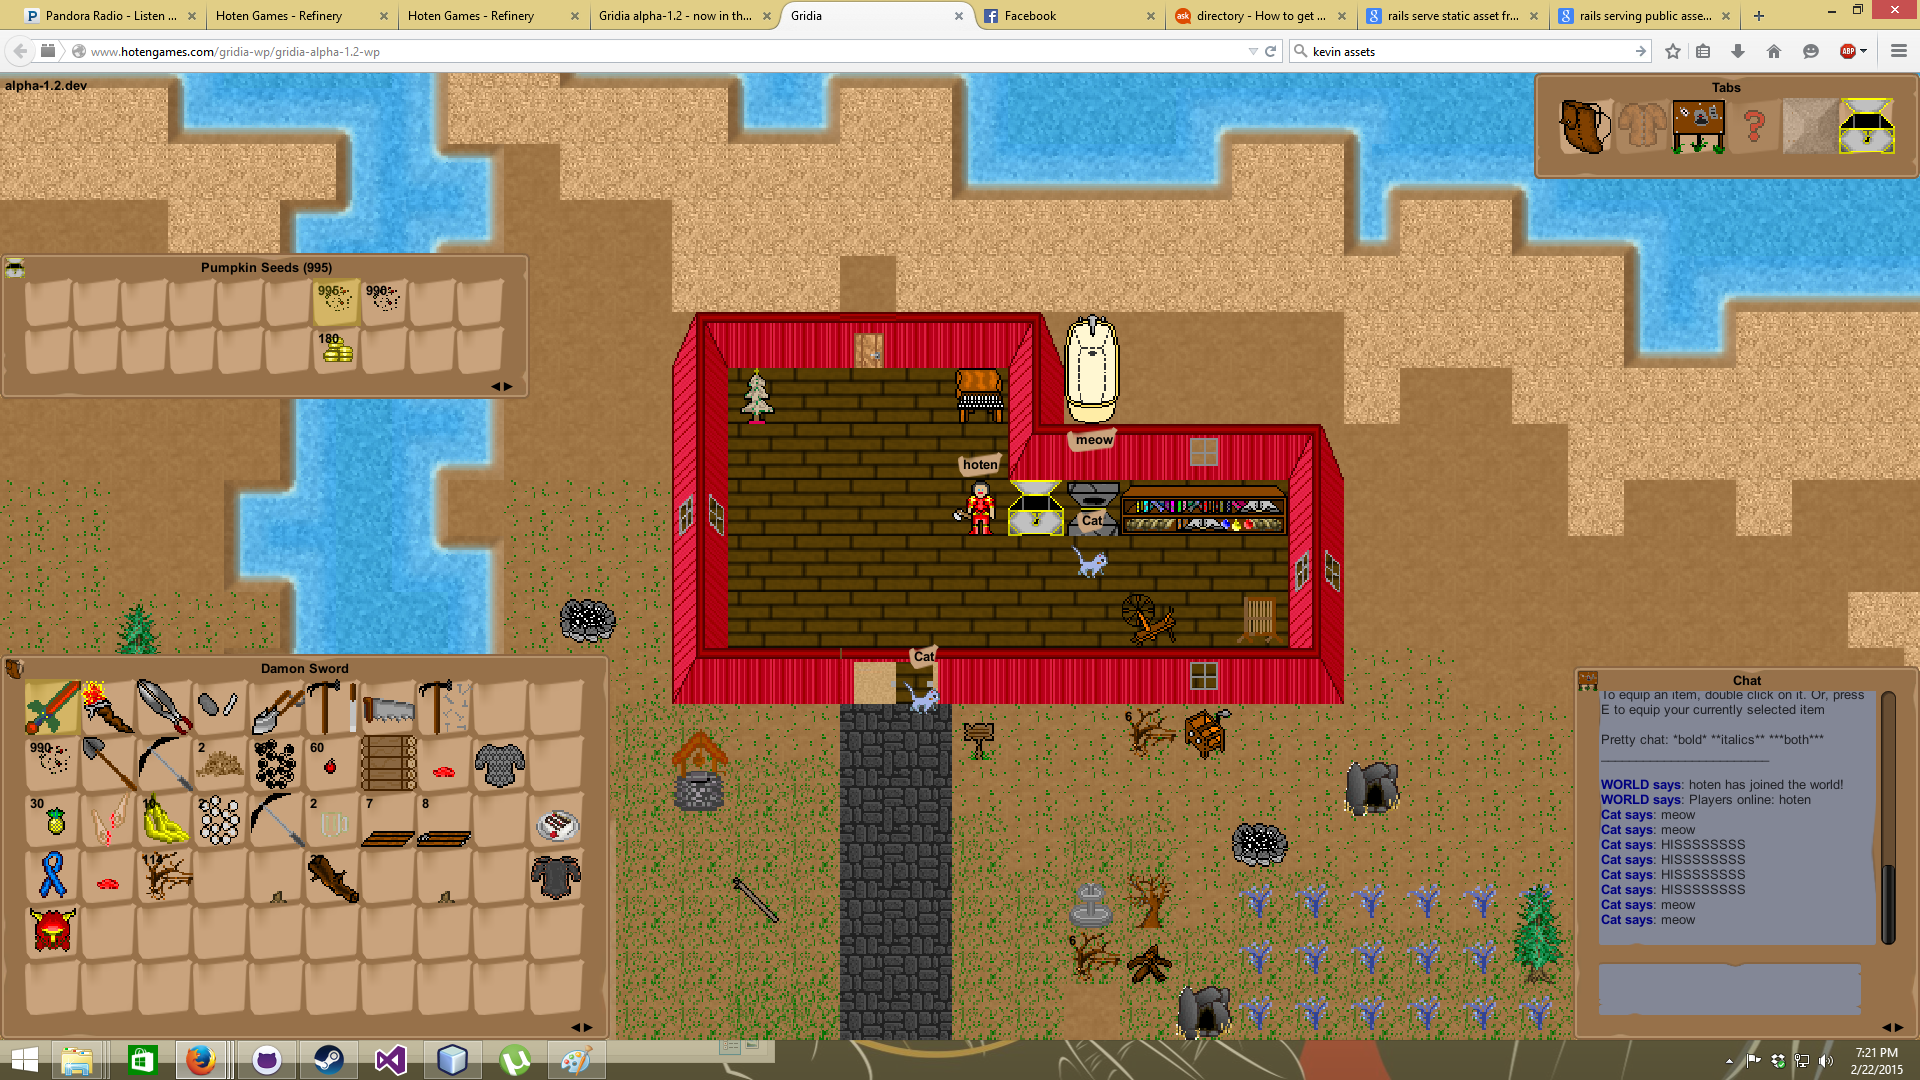 Pandora Radio - Listen ...
Hoten Games - Refinery
Hoten Games - Refinery
Gridia alpha-1.2 - now in th...
Gridia
Facebook
ask directory - How to get ...
rails serve static asset fr...
rails serving public asse...
www.hotengames.com/gridia-wp/gridia-alpha-1.2-wp
kevin assets
ABP
alpha-1.2.dev
Tabs
Pumpkin Seeds (995)
995
990
180
meow
hoten
Cat
Cat
Damon Sword
990
2
60
30
10
2
7
8
6
6
Chat
To equip an item, double click on it. Or, press
E to equip your currently selected item
Pretty chat: *bold* **italics** ***both***
WORLD says: hoten has joined the world!
WORLD says: Players online: hoten
Cat says: meow
Cat says: meow
Cat says: HISSSSSSSS
Cat says: HISSSSSSSS
Cat says: HISSSSSSSS
Cat says: HISSSSSSSS
Cat says: meow
Cat says: meow
7:21 PM
2/22/2015